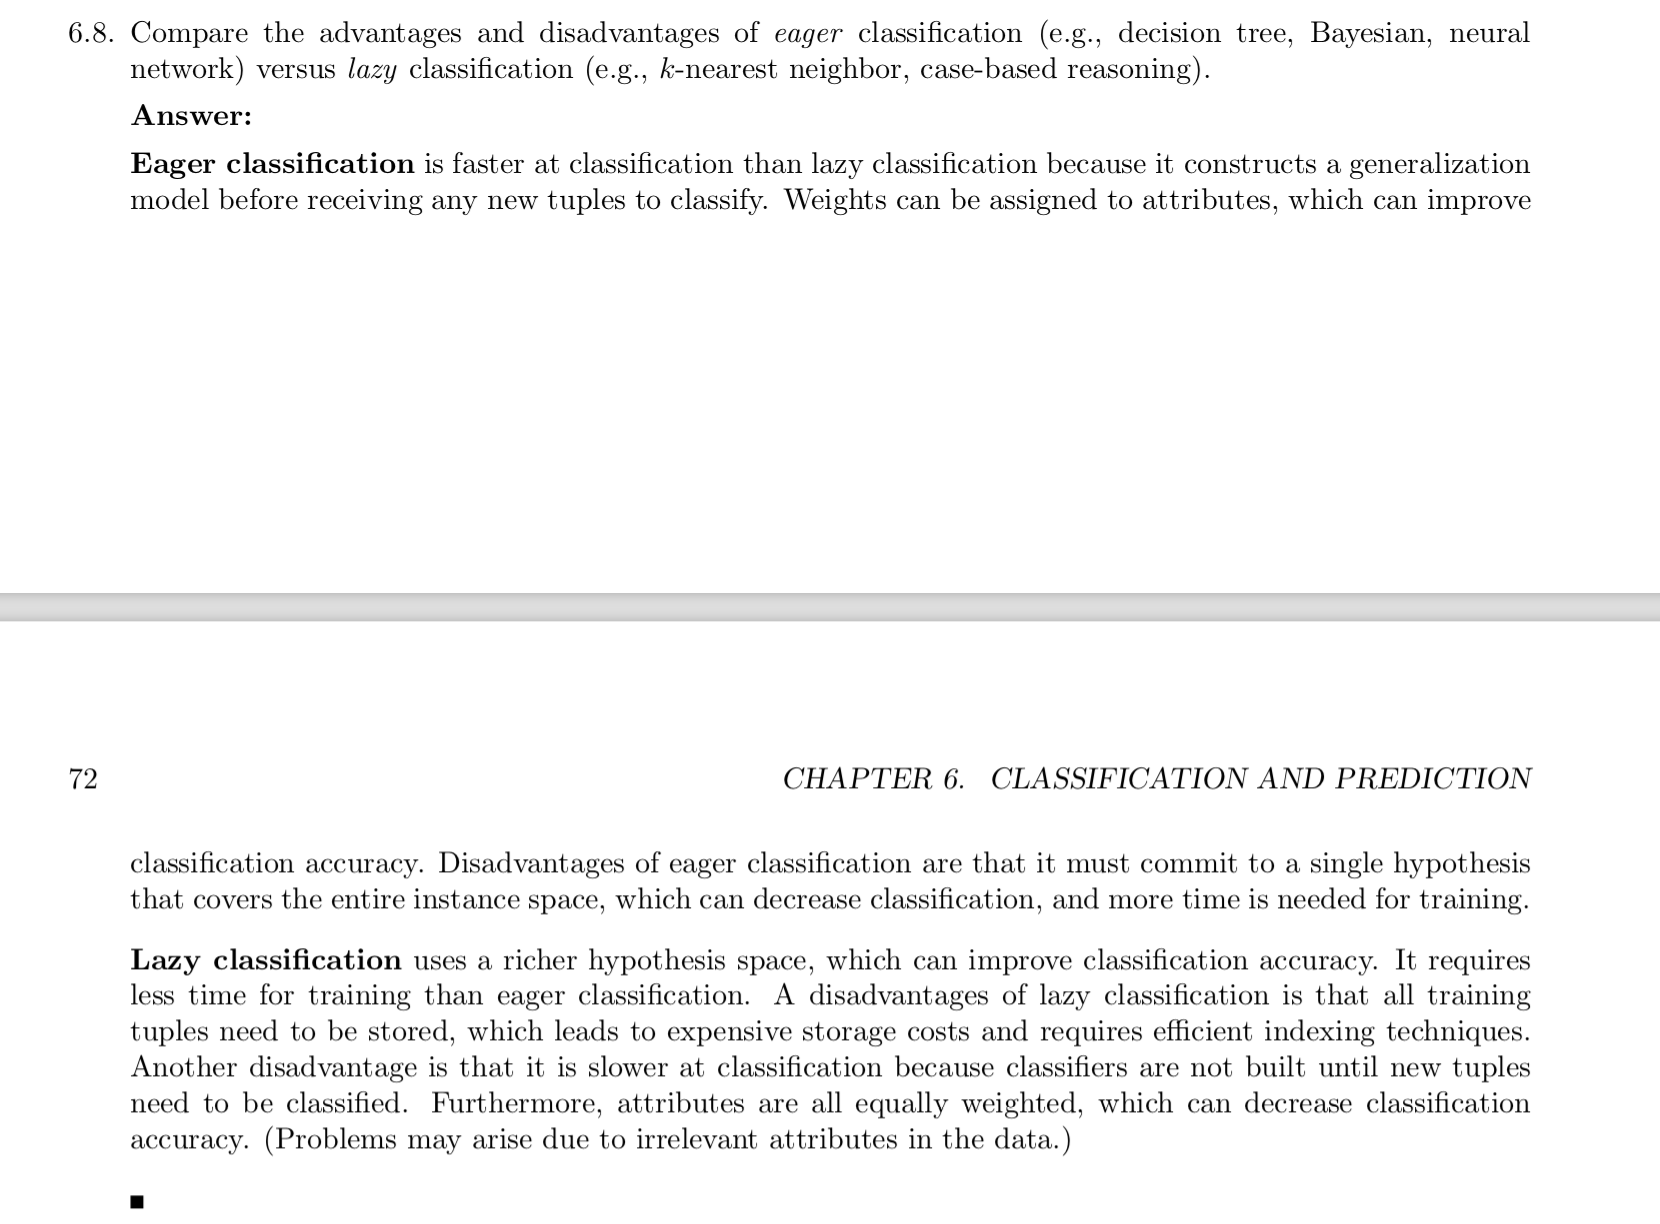 6.8. Compare the advantages and disadvantages of eager classification (e.g., decision tree, Bayesian, neural
network) versus lazy classification (e.g., k-nearest neighbor, case-based reasoning).
Answer:
Eager classification is faster at classification than lazy classification because it constructs a generalization
model before receiving any new tuples to classify. Weights can be assigned to attributes, which can improve
72 CHAPTER 6. CLASSIFICATION AND PREDICTION
classification accuracy. Disadvantages of eager classification are that it must commit to a single hypothesis
that covers the entire instance space, which can decrease classification, and more time is needed for training.
Lazy classification uses a richer hypothesis space, which can improve classification accuracy. It requires
less time for training than eager classification. A disadvantages of lazy classification is that all training
tuples need to be stored, which leads to expensive storage costs and requires efficient indexing techniques.
Another disadvantage is that it is slower at classification because classifiers are not built until new tuples
need to be classified. Furthermore, attributes are all equally weighted, which can decrease classification
accuracy. (Problems may arise due to irrelevant attributes in the data.)